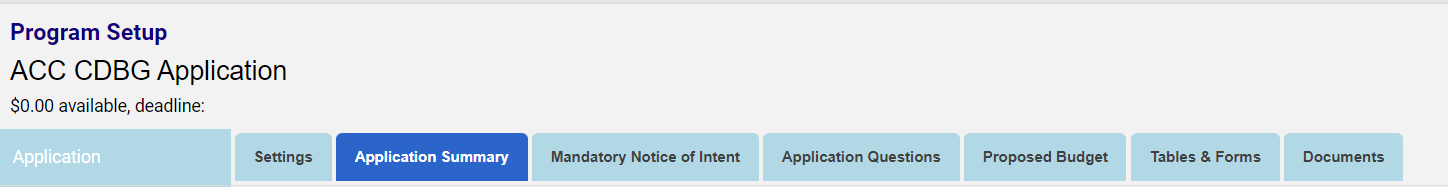 Program Setup
ACC CDBG Application
$0.00 available, deadline:
Application Settings Application Summary Mandatory Notice of Intent Application Questions Proposed Budget Tables & Forms Documents